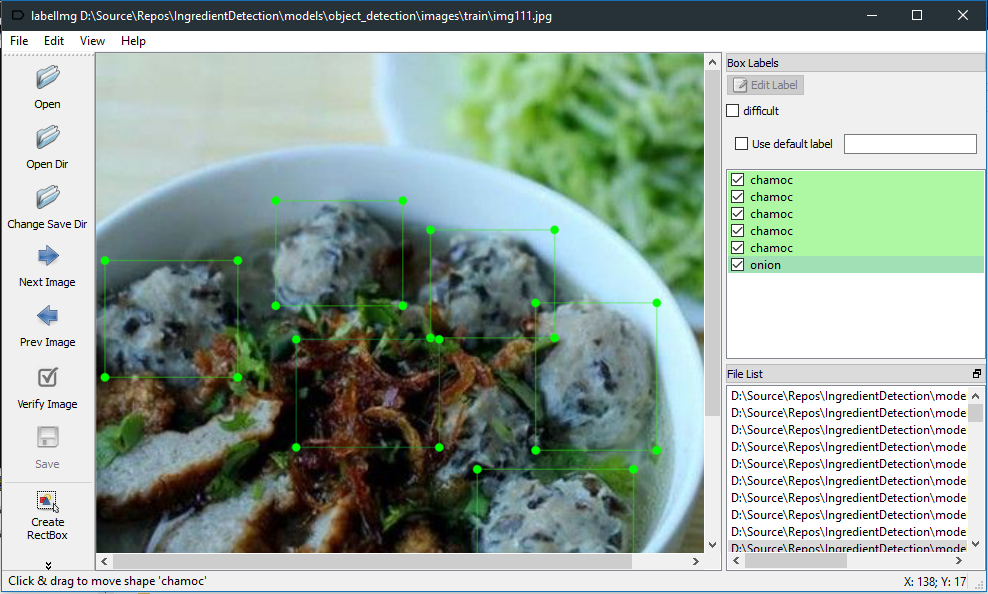 labelImg D:\Source\Repos\IngredientDetection\models\object_detection\images\train\img111.jpg
File Edit View Help
Open
Open Dir
Change Save Dir
Next Image
Prev Image
Verify Image
Save
Create
RectBox
Box Labels
Edit Label
difficult
Use default label
chamoc
chamoc
chamoc
chamoc
chamoc
onion
File List
D:\Source\Repos\IngredientDetection\mode
D:\Source\Repos\IngredientDetection\mode
D:\Source\Repos\IngredientDetection\mode
D:\Source\Repos\IngredientDetection\mode
D:\Source\Repos\IngredientDetection\mode
D:\Source\Repos\IngredientDetection\mode
D:\Source\Repos\IngredientDetection\mode
D:\Source\Repos\IngredientDetection\mode
D:\Source\Repos\IngredientDetection\mode
D:\Source\Repos\IngredientDetection\mode
Click & drag to move shape 'chamoc'
X: 138; Y: 17